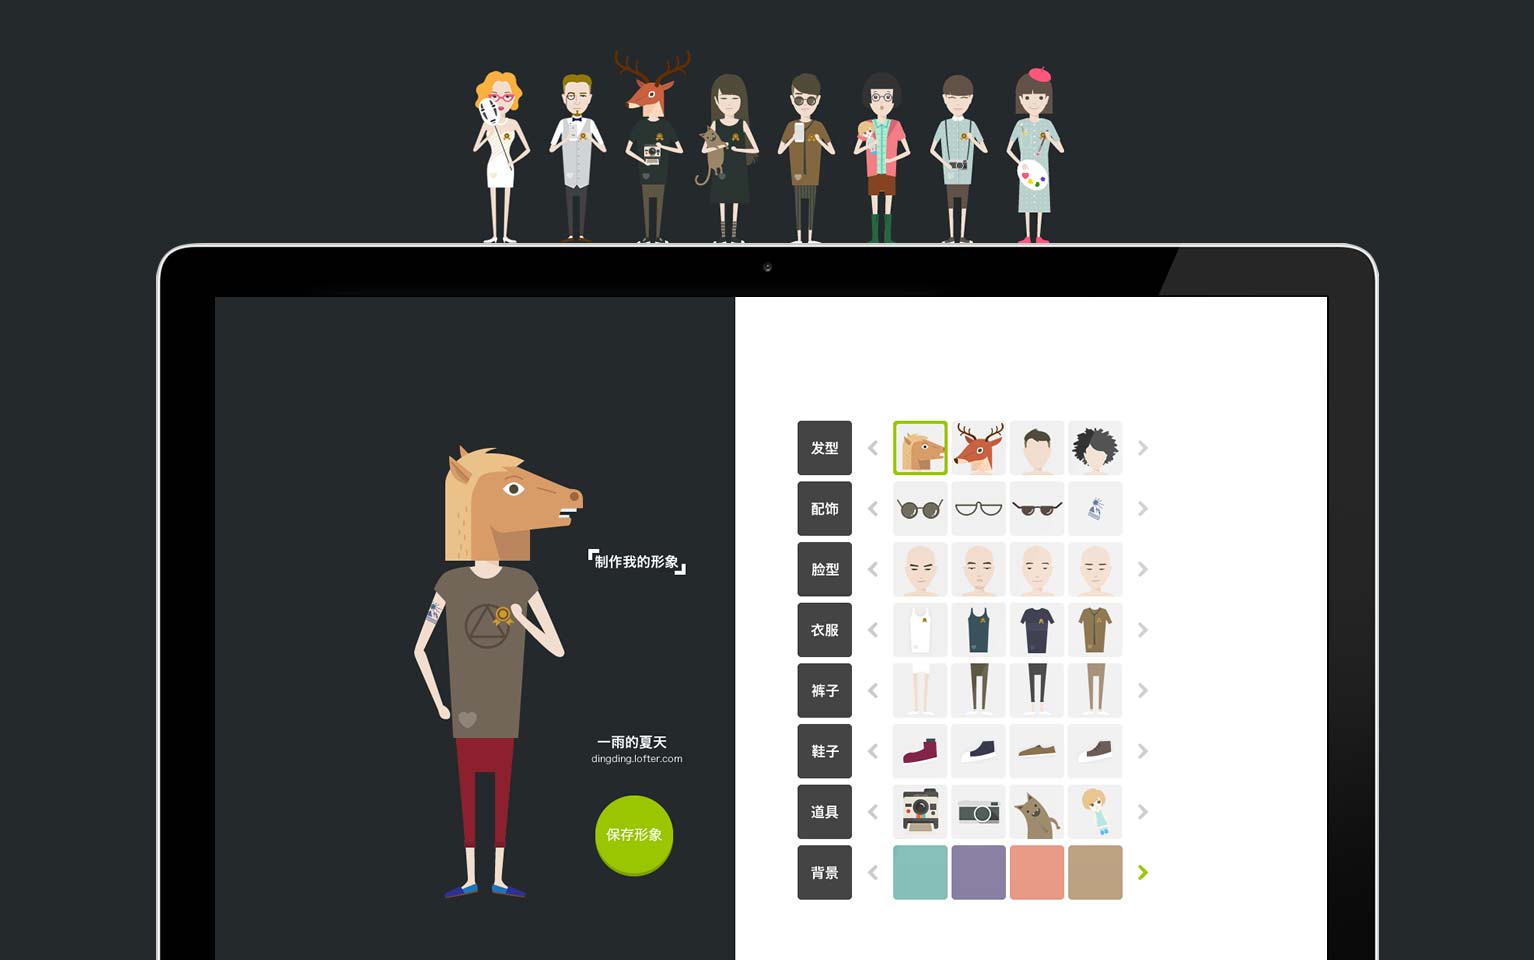 制作我的形象
一雨的夏天
dingding.lofter.com
保存形象
发型
配饰
脸型
衣服
裤子
鞋子
道具
背景